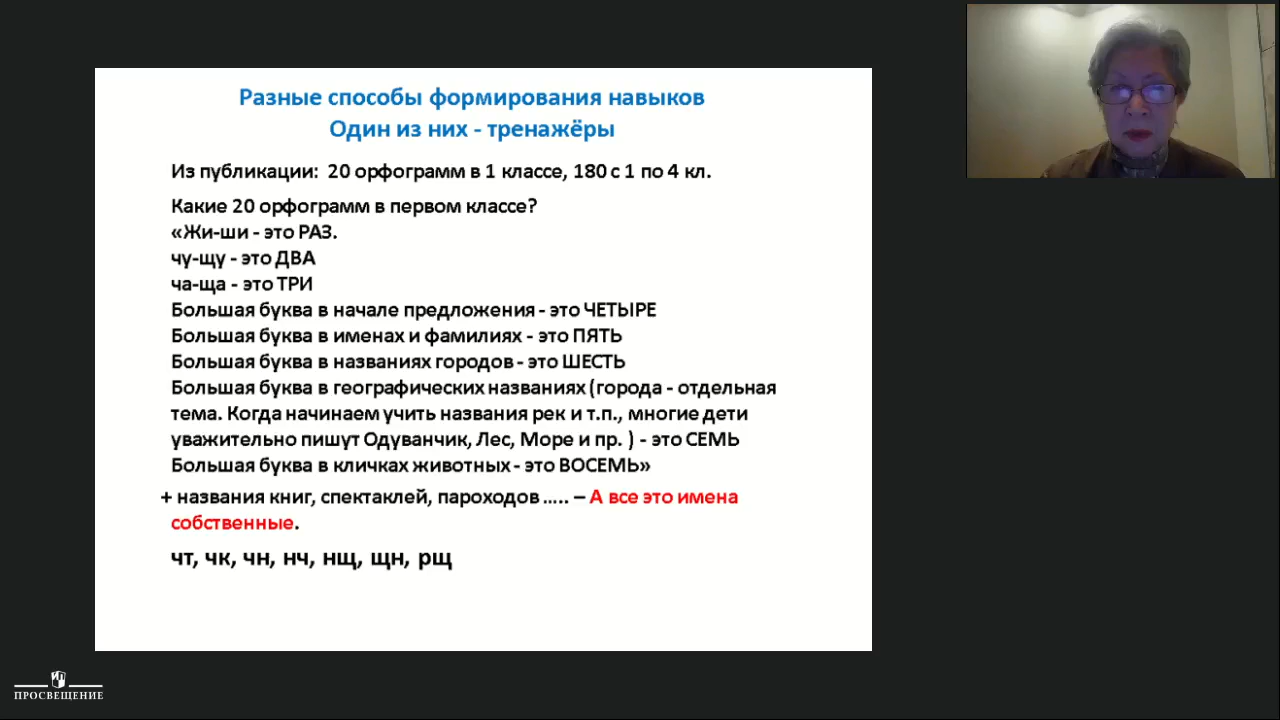 Разные способы формирования навыков
Один из них - тренажёры
Из публикации: 20 орфограмм в 1 классе, 180 с 1 по 4 кл.
Какие 20 орфограмм в первом классе?
«Жи-ши - это РАЗ.
чу-щу - это ДВА
ча-ща - это ТРИ
Большая буква в начале предложения - это ЧЕТЫРЕ
Большая буква в именах и фамилиях - это ПЯТЬ
Большая буква в названиях городов - это ШЕСТЬ
Большая буква в географических названиях (города - отдельная
тема. Когда начинаем учить названия рек и т.п., многие дети
уважительно пишут Одуванчик, Лес, Море и пр. ) - это СЕМЬ
Большая буква в кличках животных - это ВОСЕМЬ»
+ названия книг, спектаклей, пароходов ..... – А все это имена
собственные.
чт, чк, чн, нч, нщ, щн, рщ
ПРОСВЕЩЕНИЕ